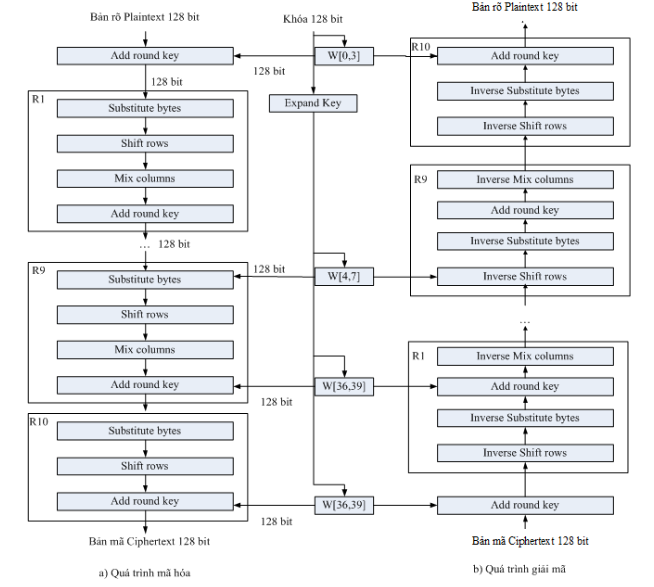 Bản rõ Plaintext 128 bit
Add round key
128 bit
R1
Substitute bytes
Shift rows
Mix columns
Add round key
... 128 bit
R9
Substitute bytes
Shift rows
Mix columns
Add round key
R10
Substitute bytes
Shift rows
Add round key
Bản mã Ciphertext 128 bit
a) Quá trình mã hóa
Khóa 128 bit
W[0,3]
128 bit
Expand Key
128 bit
W[4,7]
W[36,39]
128 bit
W[36,39]
128 bit
Bản rõ Plaintext 128 bit
R10
Add round key
Inverse Substitute bytes
Inverse Shift rows
R9
Inverse Mix columns
Add round key
Inverse Substitute bytes
Inverse Shift rows
...
R1
Inverse Mix columns
Add round key
Inverse Substitute bytes
Inverse Shift rows
Add round key
Bản mã Ciphertext 128 bit
b) Quá trình giải mã